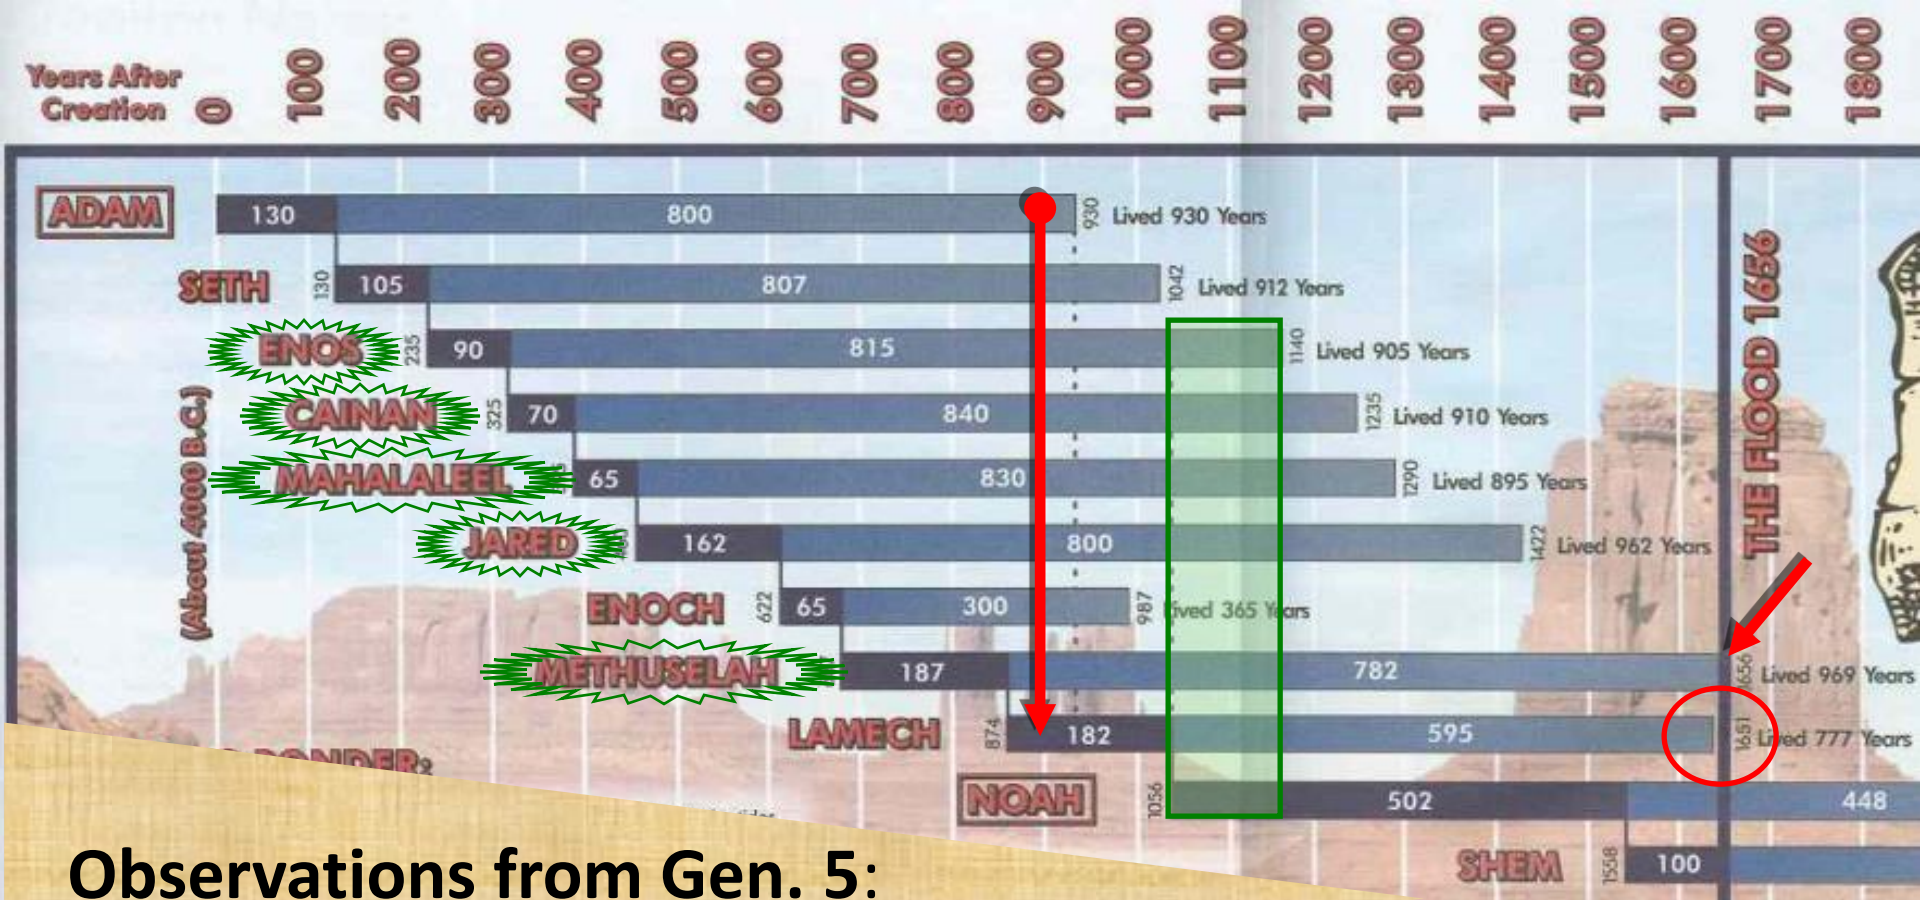 Years After
Creation 0 100 200 300 400 500 600 700 800 900 1000 1100 1200 1300 1400 1500 1600 1700 1800
ADAM 130 800 930 Lived 930 Years
SETH 130 105 807 1042 Lived 912 Years
ENOS 235 90 815 1140 Lived 905 Years
CAINAN 325 70 840 1235 Lived 910 Years
MAHALALEEL 65 830 1290 Lived 895 Years
JARED 162 800 1422 Lived 962 Years
ENOCH 622 65 300 987 Lived 365 Years
METHUSELAH 187 782 1656 Lived 969 Years
LAMECH 874 182 595 1651 Lived 777 Years
NOAH 1056 502 448
SHEM 1558 100
(About 4000 B.C.)
THE FLOOD 1656
Observations from Gen. 5: